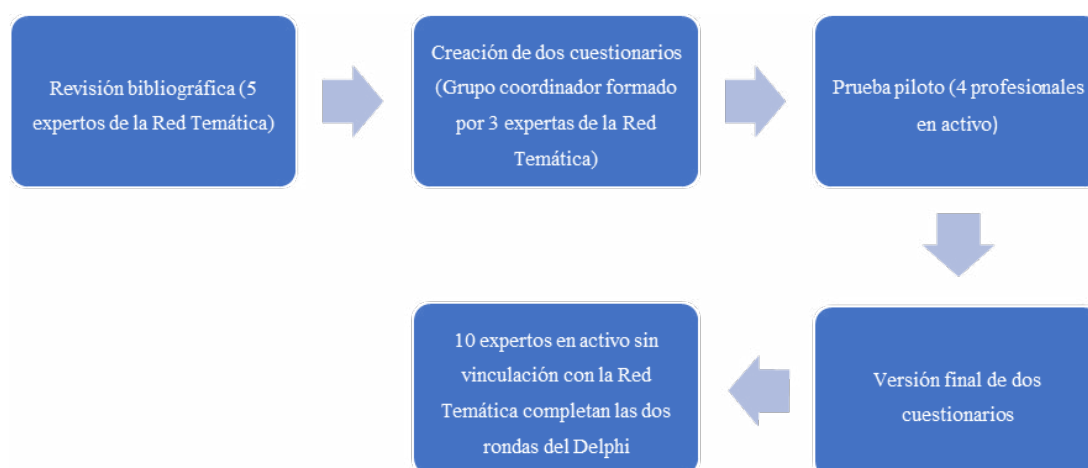 Revisión bibliográfica (5
expertos de la Red Temática)
Creación de dos cuestionarios
(Grupo coordinador formado
por 3 expertas de la Red
Temática)
Prueba piloto (4 profesionales
en activo)
Versión final de dos
cuestionarios
10 expertos en activo sin
vinculación con la Red
Temática completan las dos
rondas del Delphi